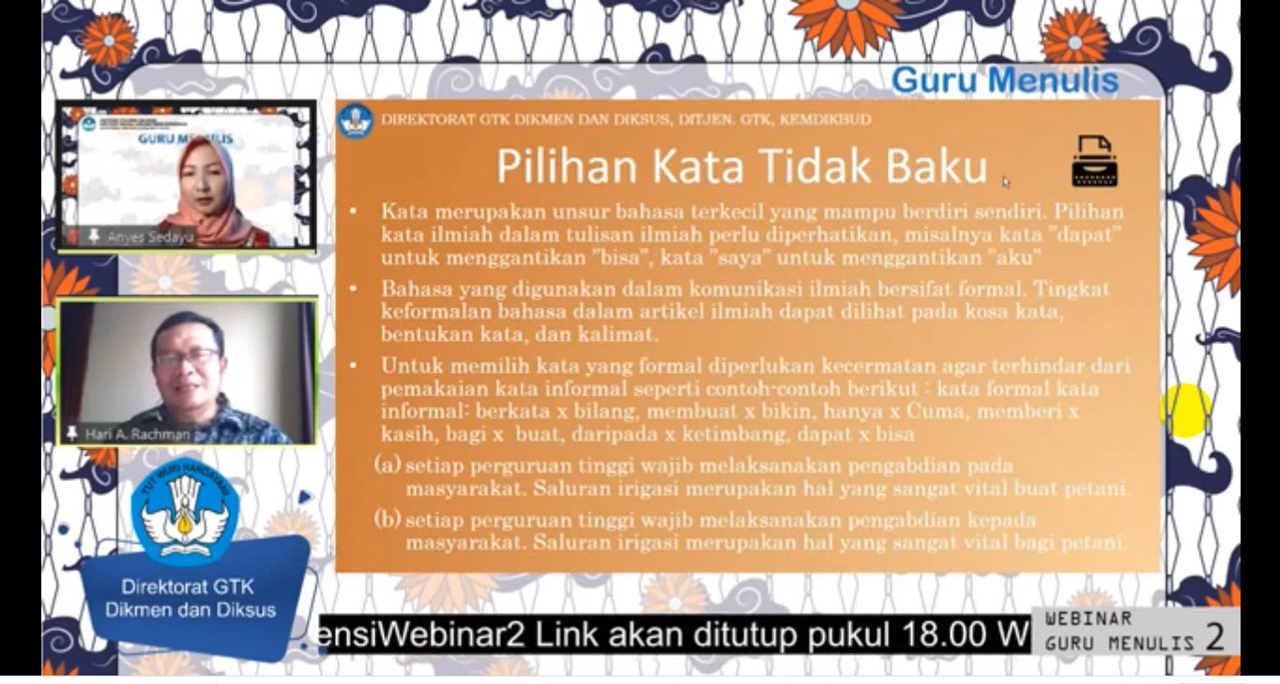 Guru Menulis
GURU MENULIS
Anyes Sedayu
Hari A. Rachman
DIREKTORAT GTK DIKMEN DAN DIKSUS, DITJEN. GTK, KEMDIKBUD
Pilihan Kata Tidak Baku
• Kata merupakan unsur bahasa terkecil yang mampu berdiri sendiri. Pilihan
kata ilmiah dalam tulisan ilmiah perlu diperhatikan, misalnya kata "dapat"
untuk menggantikan "bisa", kata "saya" untuk menggantikan "aku"
• Bahasa yang digunakan dalam komunikasi ilmiah bersifat formal. Tingkat
keformalan bahasa dalam artikel ilmiah dapat dilihat pada kosa kata,
bentukan kata, dan kalimat.
• Untuk memilih kata yang formal diperlukan kecermatan agar terhindar dari
pemakaian kata informal seperti contoh-contoh berikut : kata formal kata
informal: berkata x bilang, membuat x bikin, hanya x Cuma, memberi x
kasih, bagi x buat, daripada x ketimbang, dapat x bisa
(a) setiap perguruan tinggi wajib melaksanakan pengabdian pada
masyarakat. Saluran irigasi merupakan hal yang sangat vital buat petani.
(b) setiap perguruan tinggi wajib melaksanakan pengabdian kepada
masyarakat. Saluran irigasi merupakan hal yang sangat vital bagi petani.
TUT WURI HANDAYANI
Direktorat GTK
Dikmen dan Diksus
ensiWebinar2 Link akan ditutup pukul 18.00 W
WEBINAR
GURU MENULIS 2